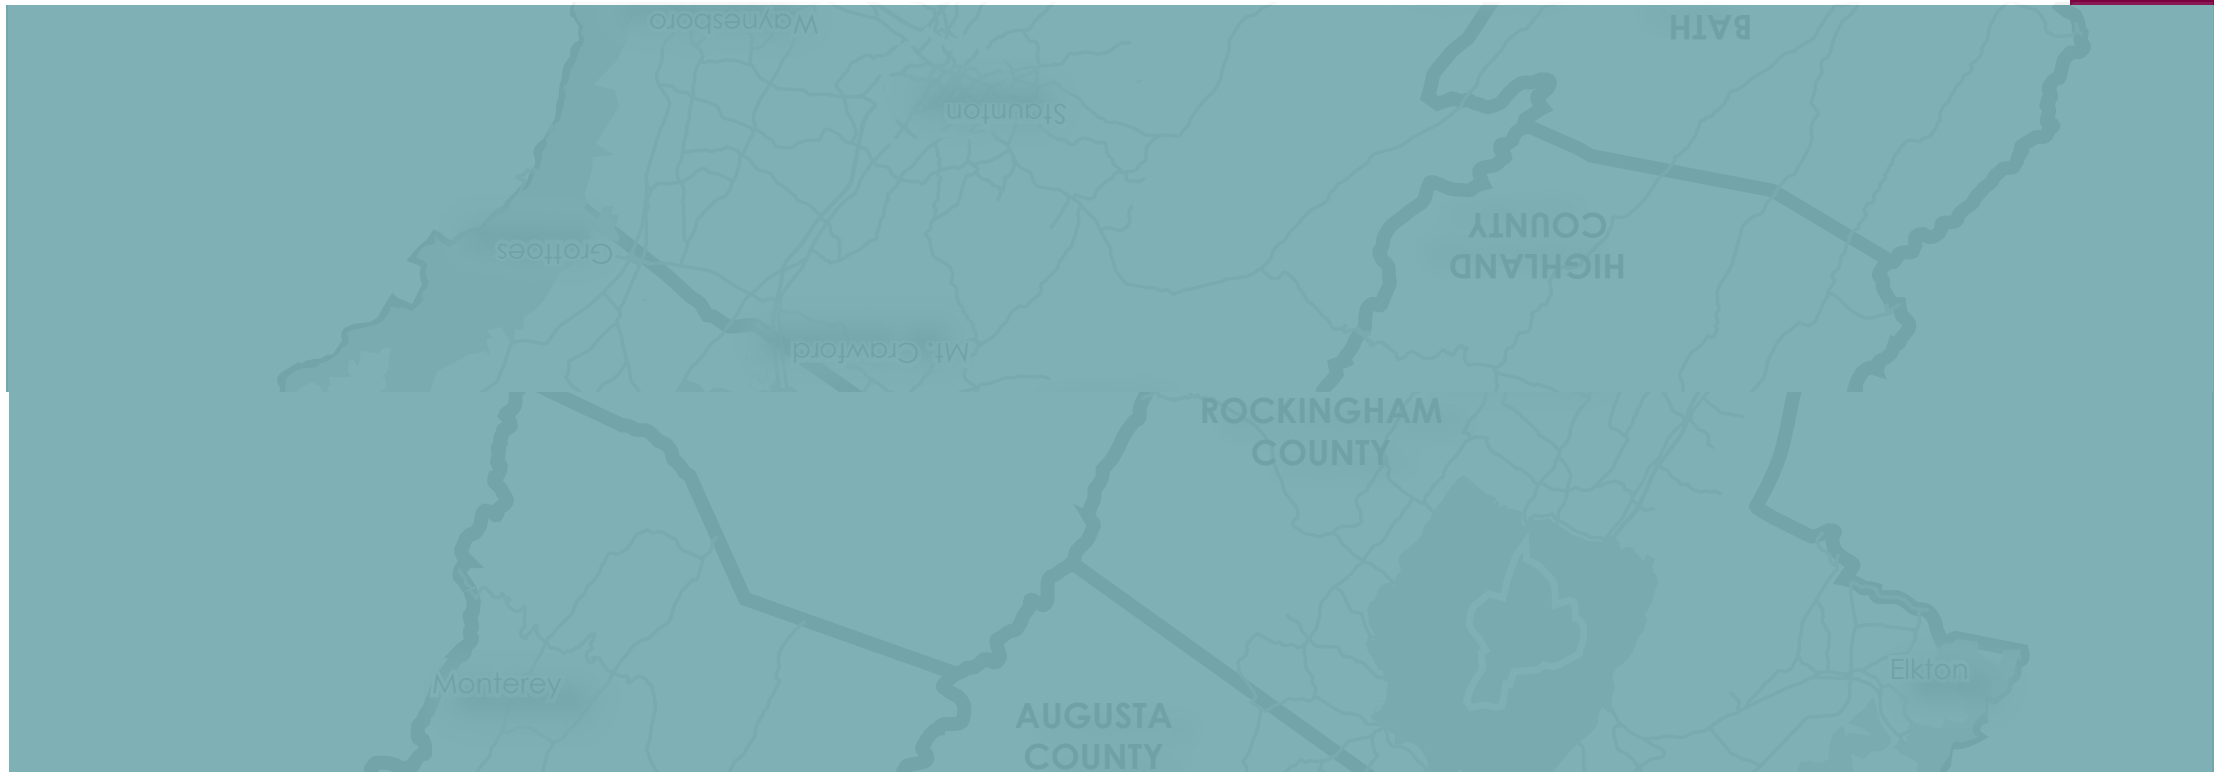 Waynesboro
BATH
Staunton
COUNTY
HIGHLAND
Grottoes
Mt. Crawford
ROCKINGHAM
COUNTY
Monterey
Elkton
AUGUSTA
COUNTY